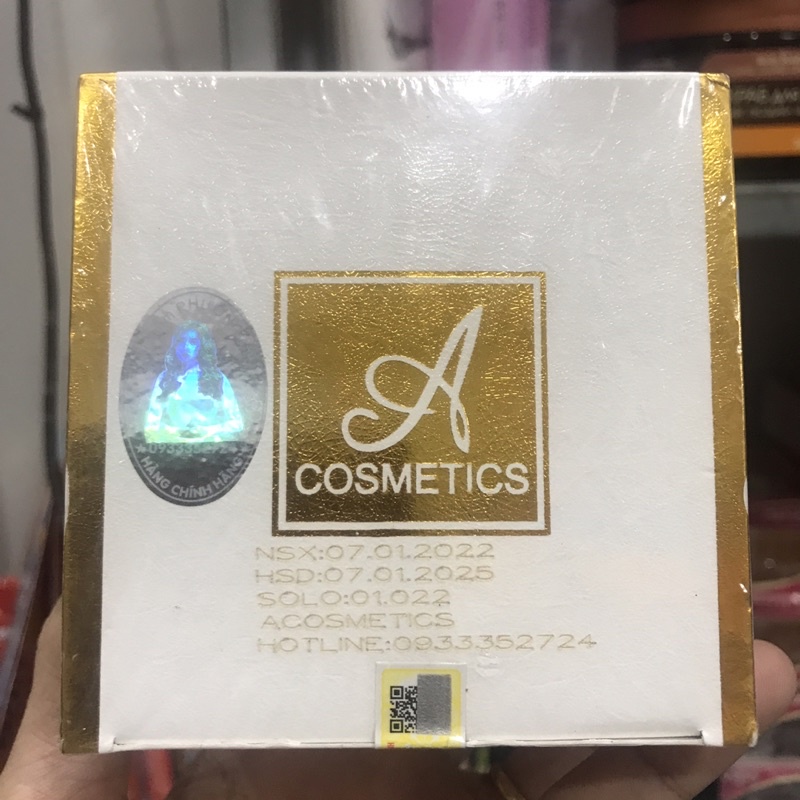 A
COSMETICS
NSX:07.01.2022
HSD:07.01.2025
SOLO:01.022
ACOSMETICS
HOTLINE:0933352724
HÀNG CHÍNH HÃNG